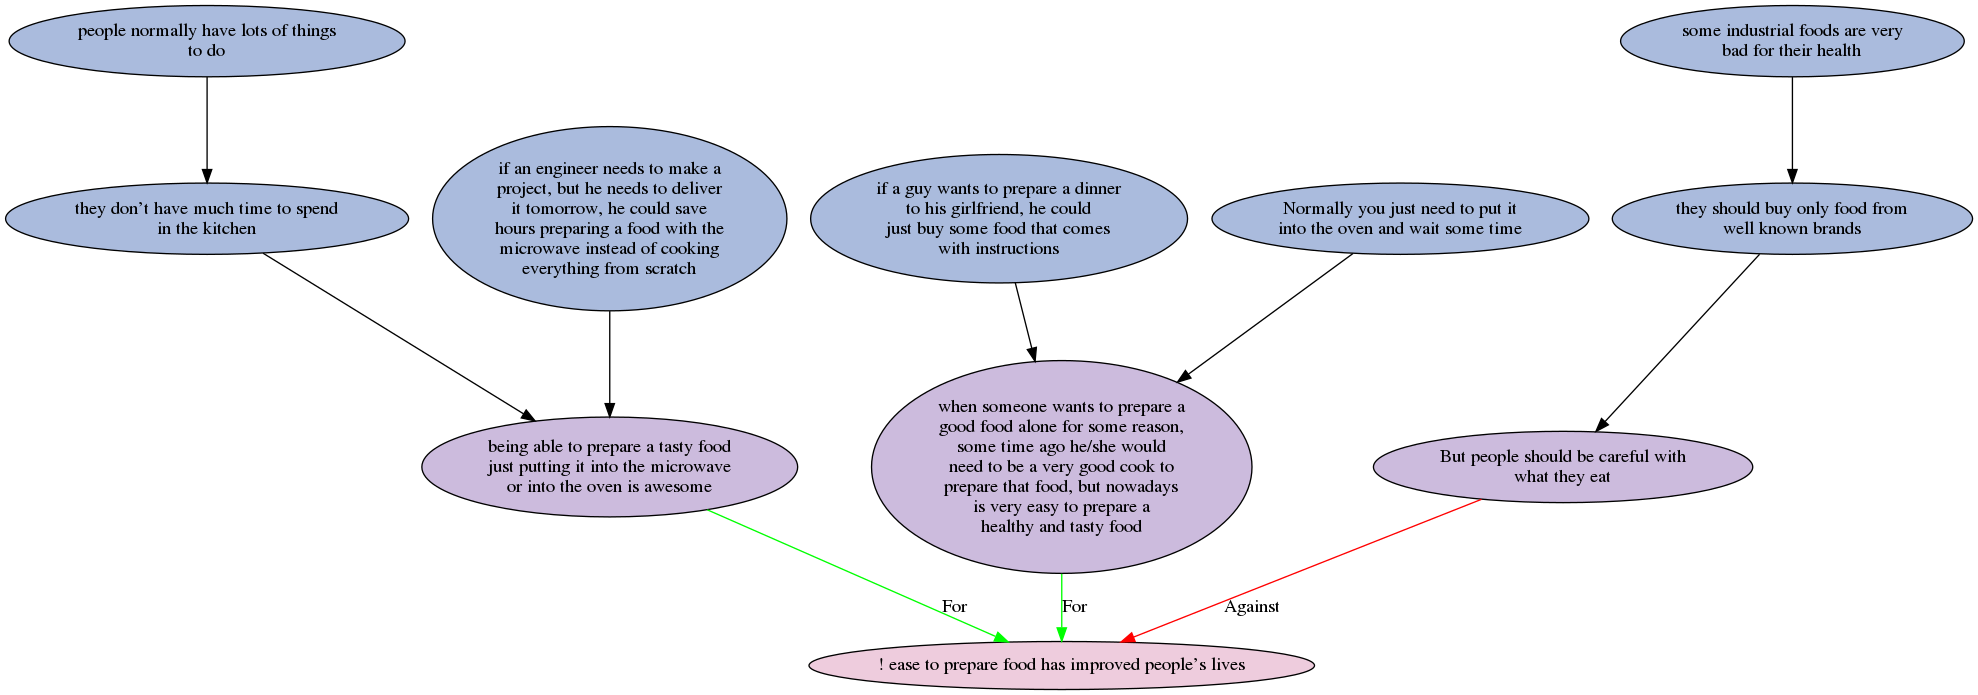 people normally have lots of things
to do
some industrial foods are very
bad for their health
if an engineer needs to make a
project, but he needs to deliver
it tomorrow, he could save
hours preparing a food with the
microwave instead of cooking
everything from scratch
if a guy wants to prepare a dinner
to his girlfriend, he could
just buy some food that comes
with instructions
they don't have much time to spend
in the kitchen
Normally you just need to put it
into the oven and wait some time
they should buy only food from
well known brands
being able to prepare a tasty food
just putting it into the microwave
or into the oven is awesome
when someone wants to prepare a
good food alone for some reason,
some time ago he/she would
need to be a very good cook to
prepare that food, but nowadays
is very easy to prepare a
healthy and tasty food
But people should be careful with
what they eat
For
For
Against
! ease to prepare food has improved people's lives